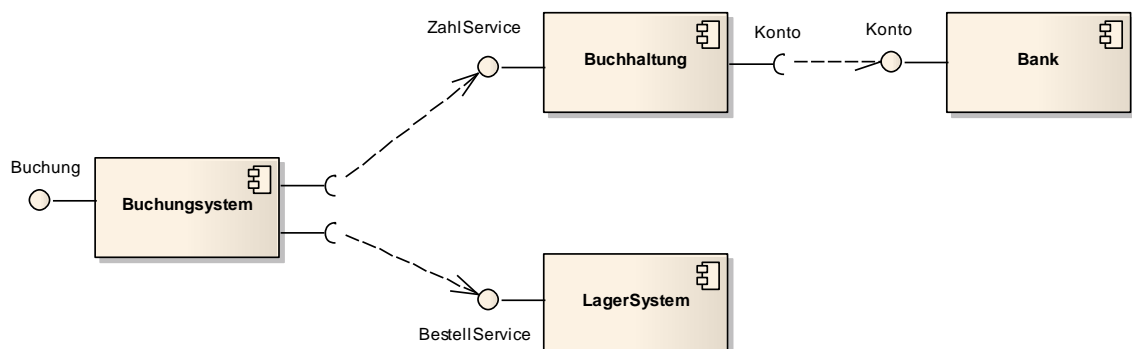 ZahlService
Buchhaltung
Konto
Konto
Bank
Buchung
Buchungsystem
LagerSystem
BestellService